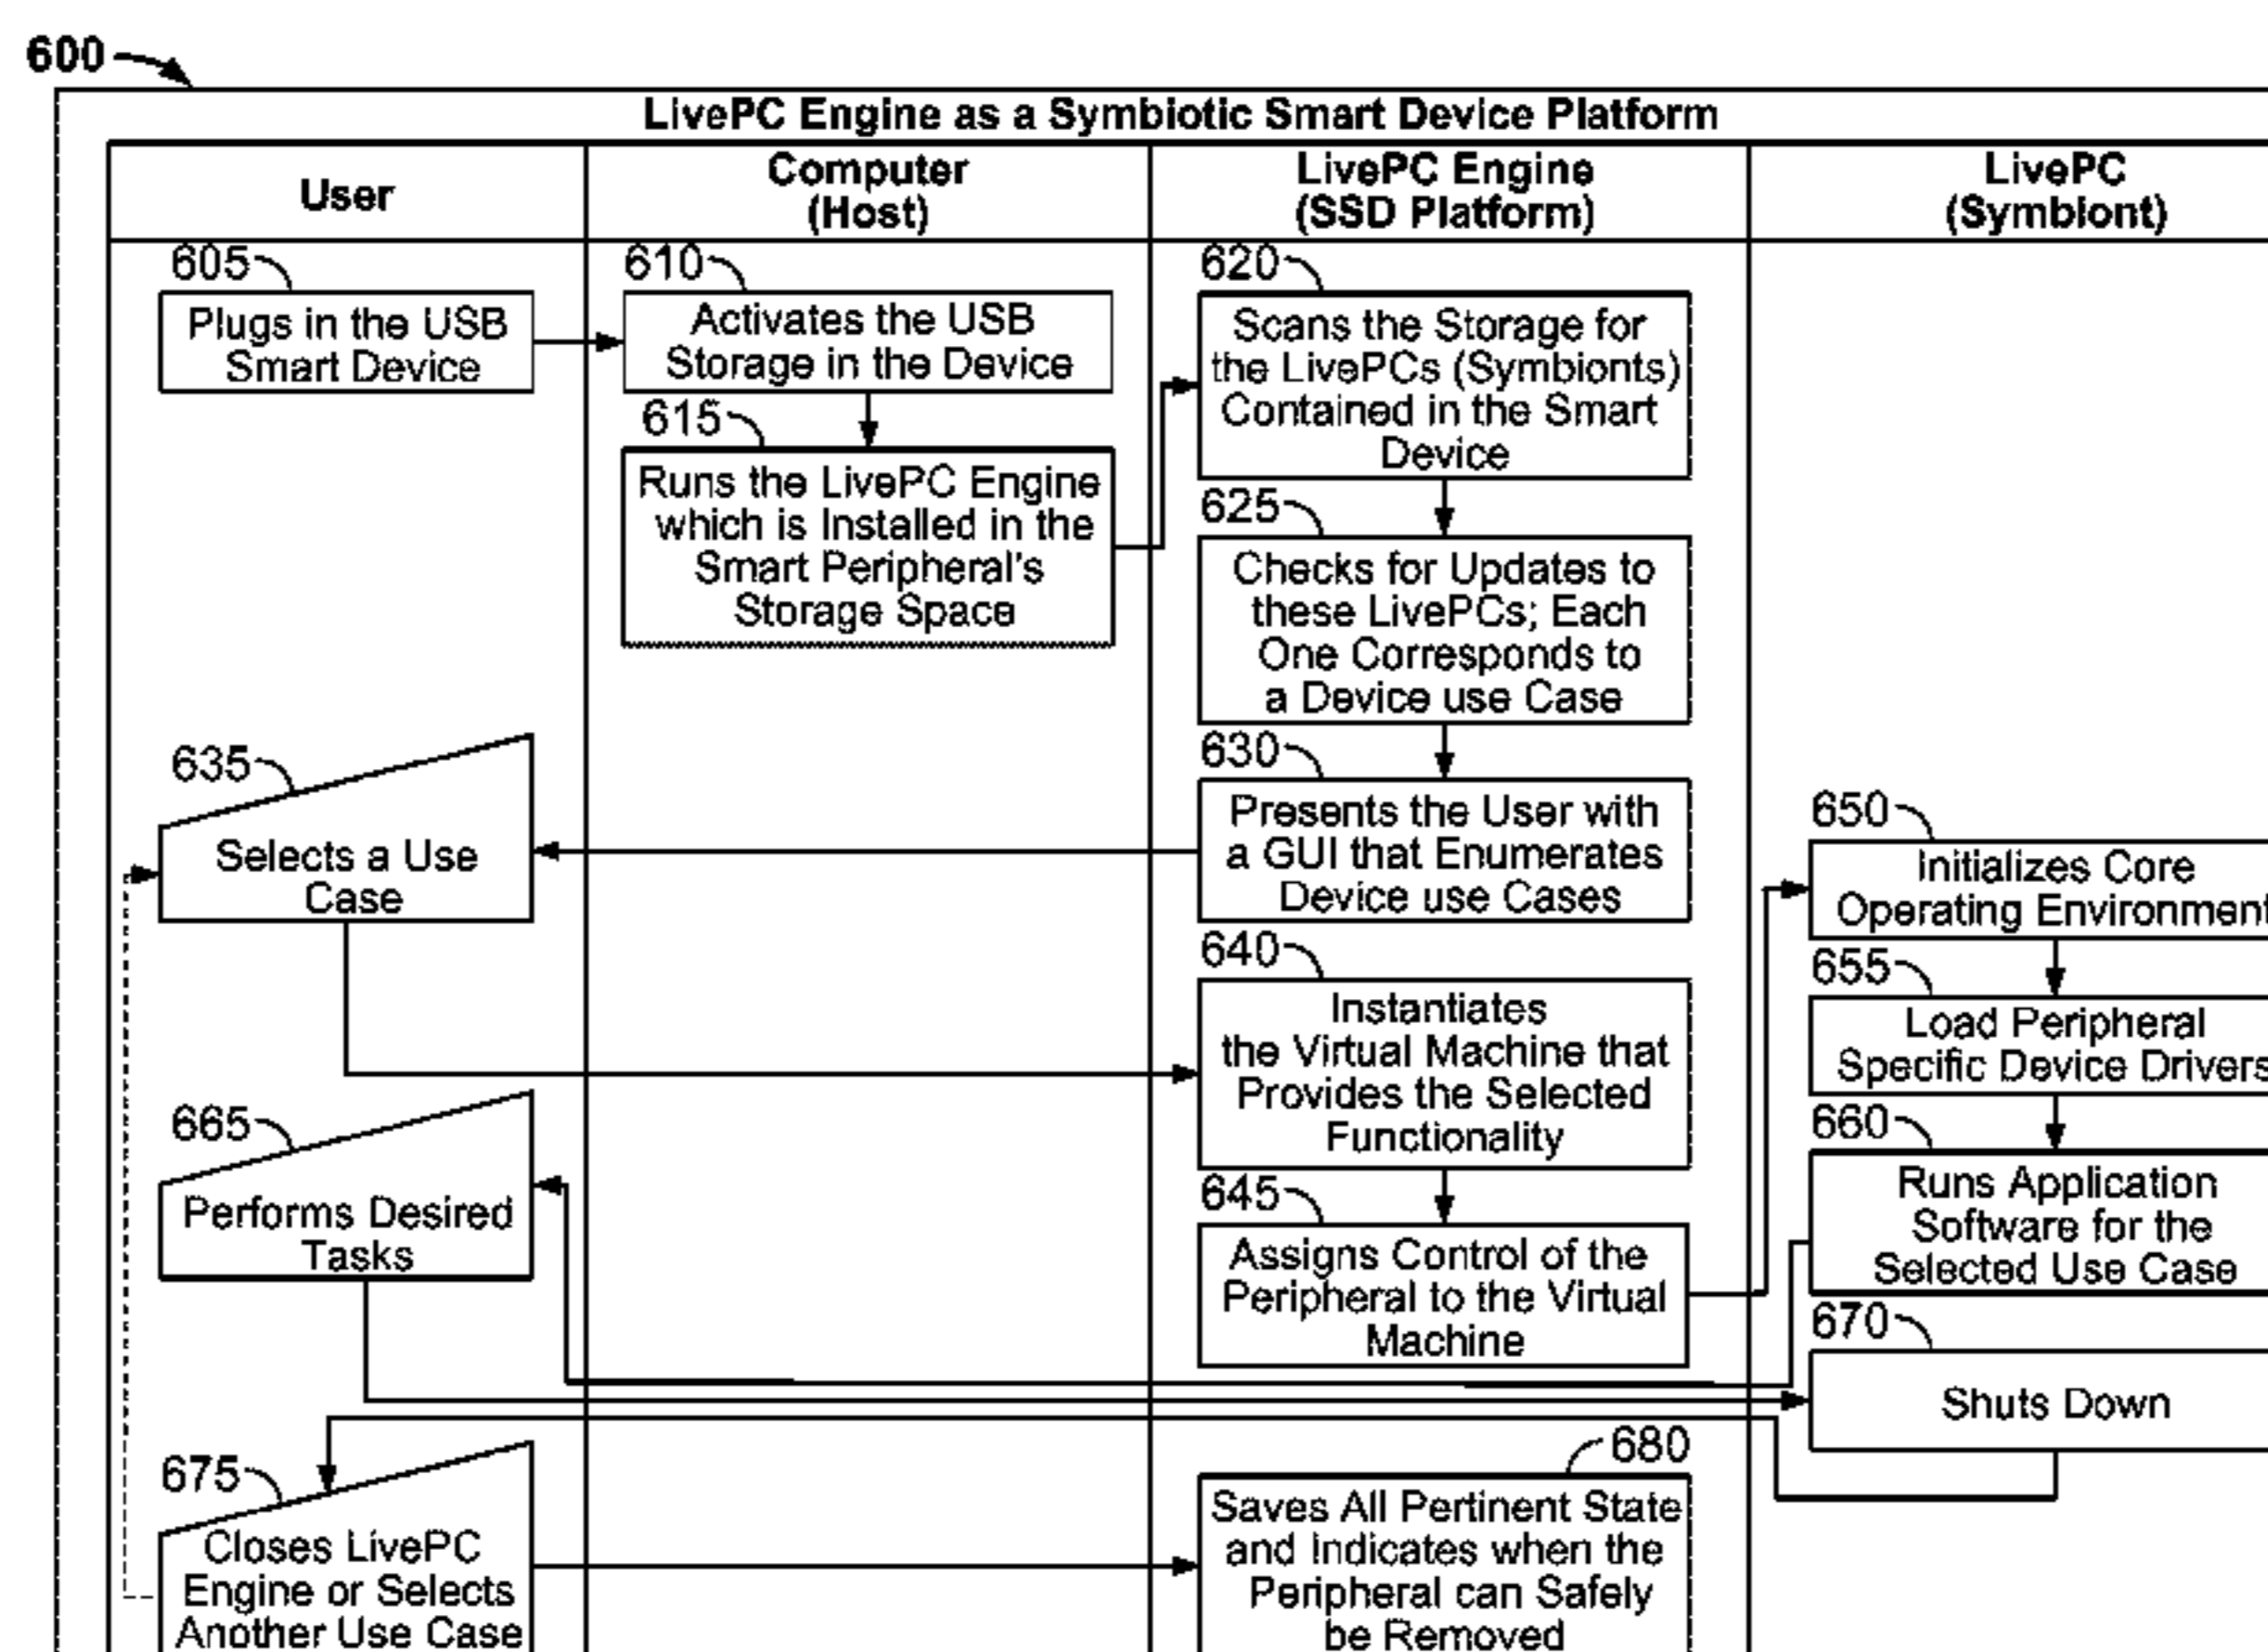 600
LivePC Engine as a Symbiotic Smart Device Platform
User
Computer
(Host)
LivePC Engine
(SSD Platform)
LivePC
(Symbiont)
605
Plugs in the USB
Smart Device
610
Activates the USB
Storage in the Device
615
Runs the LivePC Engine
which is Installed in the
Smart Peripheral's
Storage Space
620
Scans the Storage for
the LivePCs (Symbionts)
Contained in the Smart
Device
625
Checks for Updates to
these LivePCs; Each
One Corresponds to
a Device use Case
630
Presents the User with
a GUI that Enumerates
Device use Cases
635
Selects a Use
Case
640
Instantiates
the Virtual Machine that
Provides the Selected
Functionality
645
Assigns Control of the
Peripheral to the Virtual
Machine
650
Initializes Core
Operating Environment
655
Load Peripheral
Specific Device Drivers
660
Runs Application
Software for the
Selected Use Case
665
Performs Desired
Tasks
670
Shuts Down
675
Closes LivePC
Engine or Selects
Another Use Case
680
Saves All Pertinent State
and Indicates when the
Peripheral can Safely
be Removed